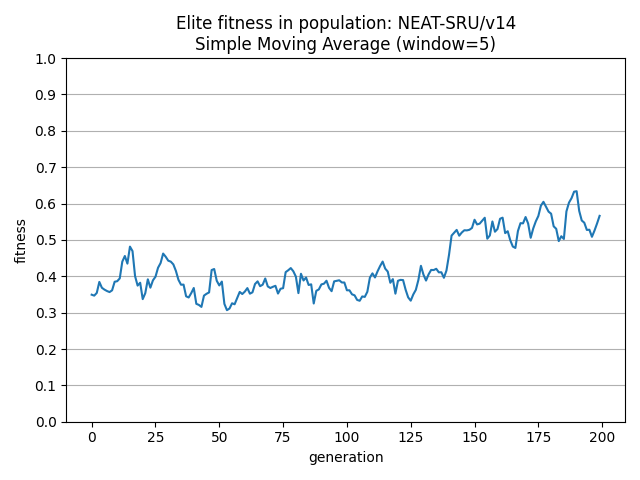 Elite fitness in population: NEAT-SRU/v14
Simple Moving Average (window=5)
1.0
0.9
0.8
0.7
0.6
0.5
0.4
0.3
0.2
0.1
0.0
fitness
0 25 50 75 100 125 150 175 200
generation